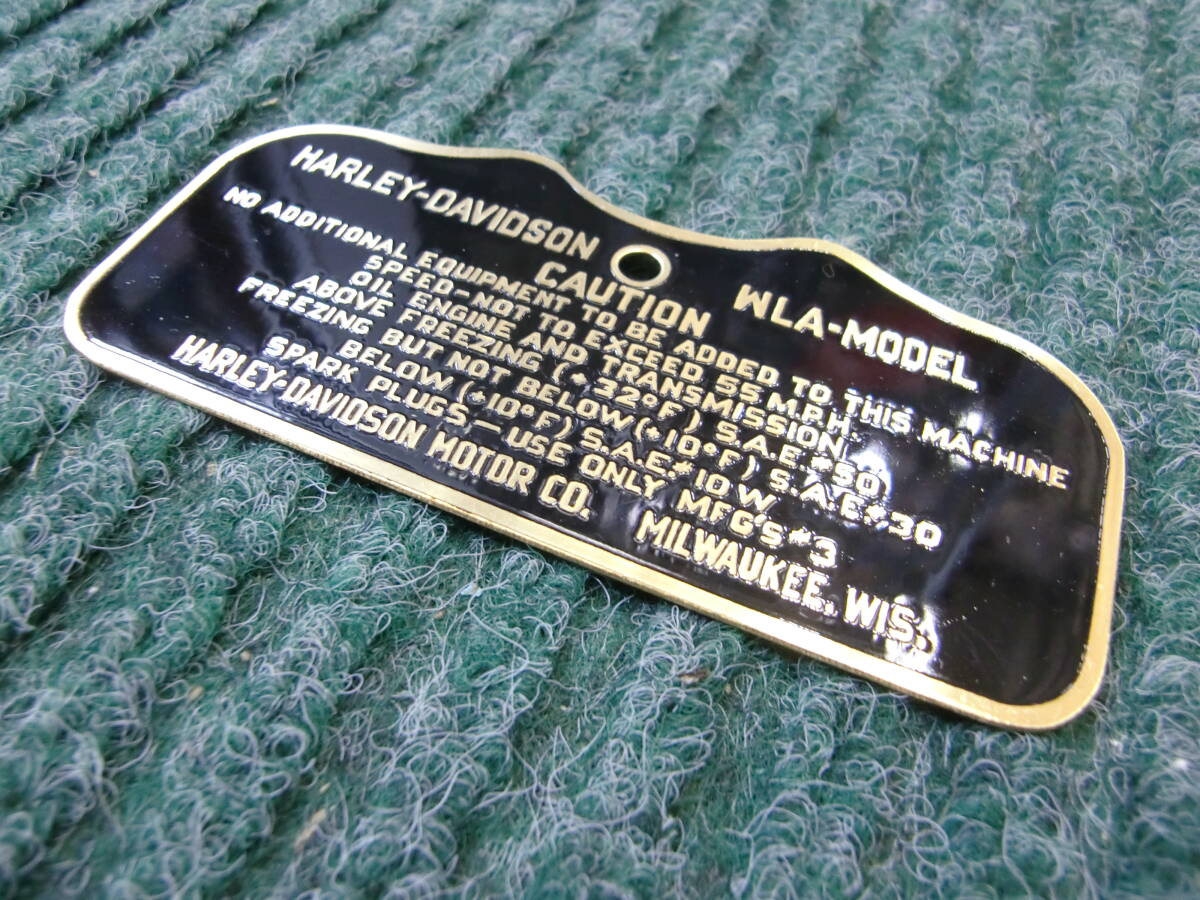 HARLEY-DAVIDSON WLA-MODEL
CAUTION
NO ADDITIONAL EQUIPMENT TO BE ADDED TO THIS MACHINE
SPEED-NOT TO EXCEED 55 M.P.H.
OIL ENGINE AND TRANSMISSION
ABOVE FREEZING (+32°F) S.A.E.#50
FREEZING BUT NOT BELOW (+10°F) S.A.E.#30
BELOW (+10°F) S.A.E.#10 W
SPARK PLUGS - USE ONLY MFG'S #3
HARLEY-DAVIDSON MOTOR CO. MILWAUKEE, WIS.